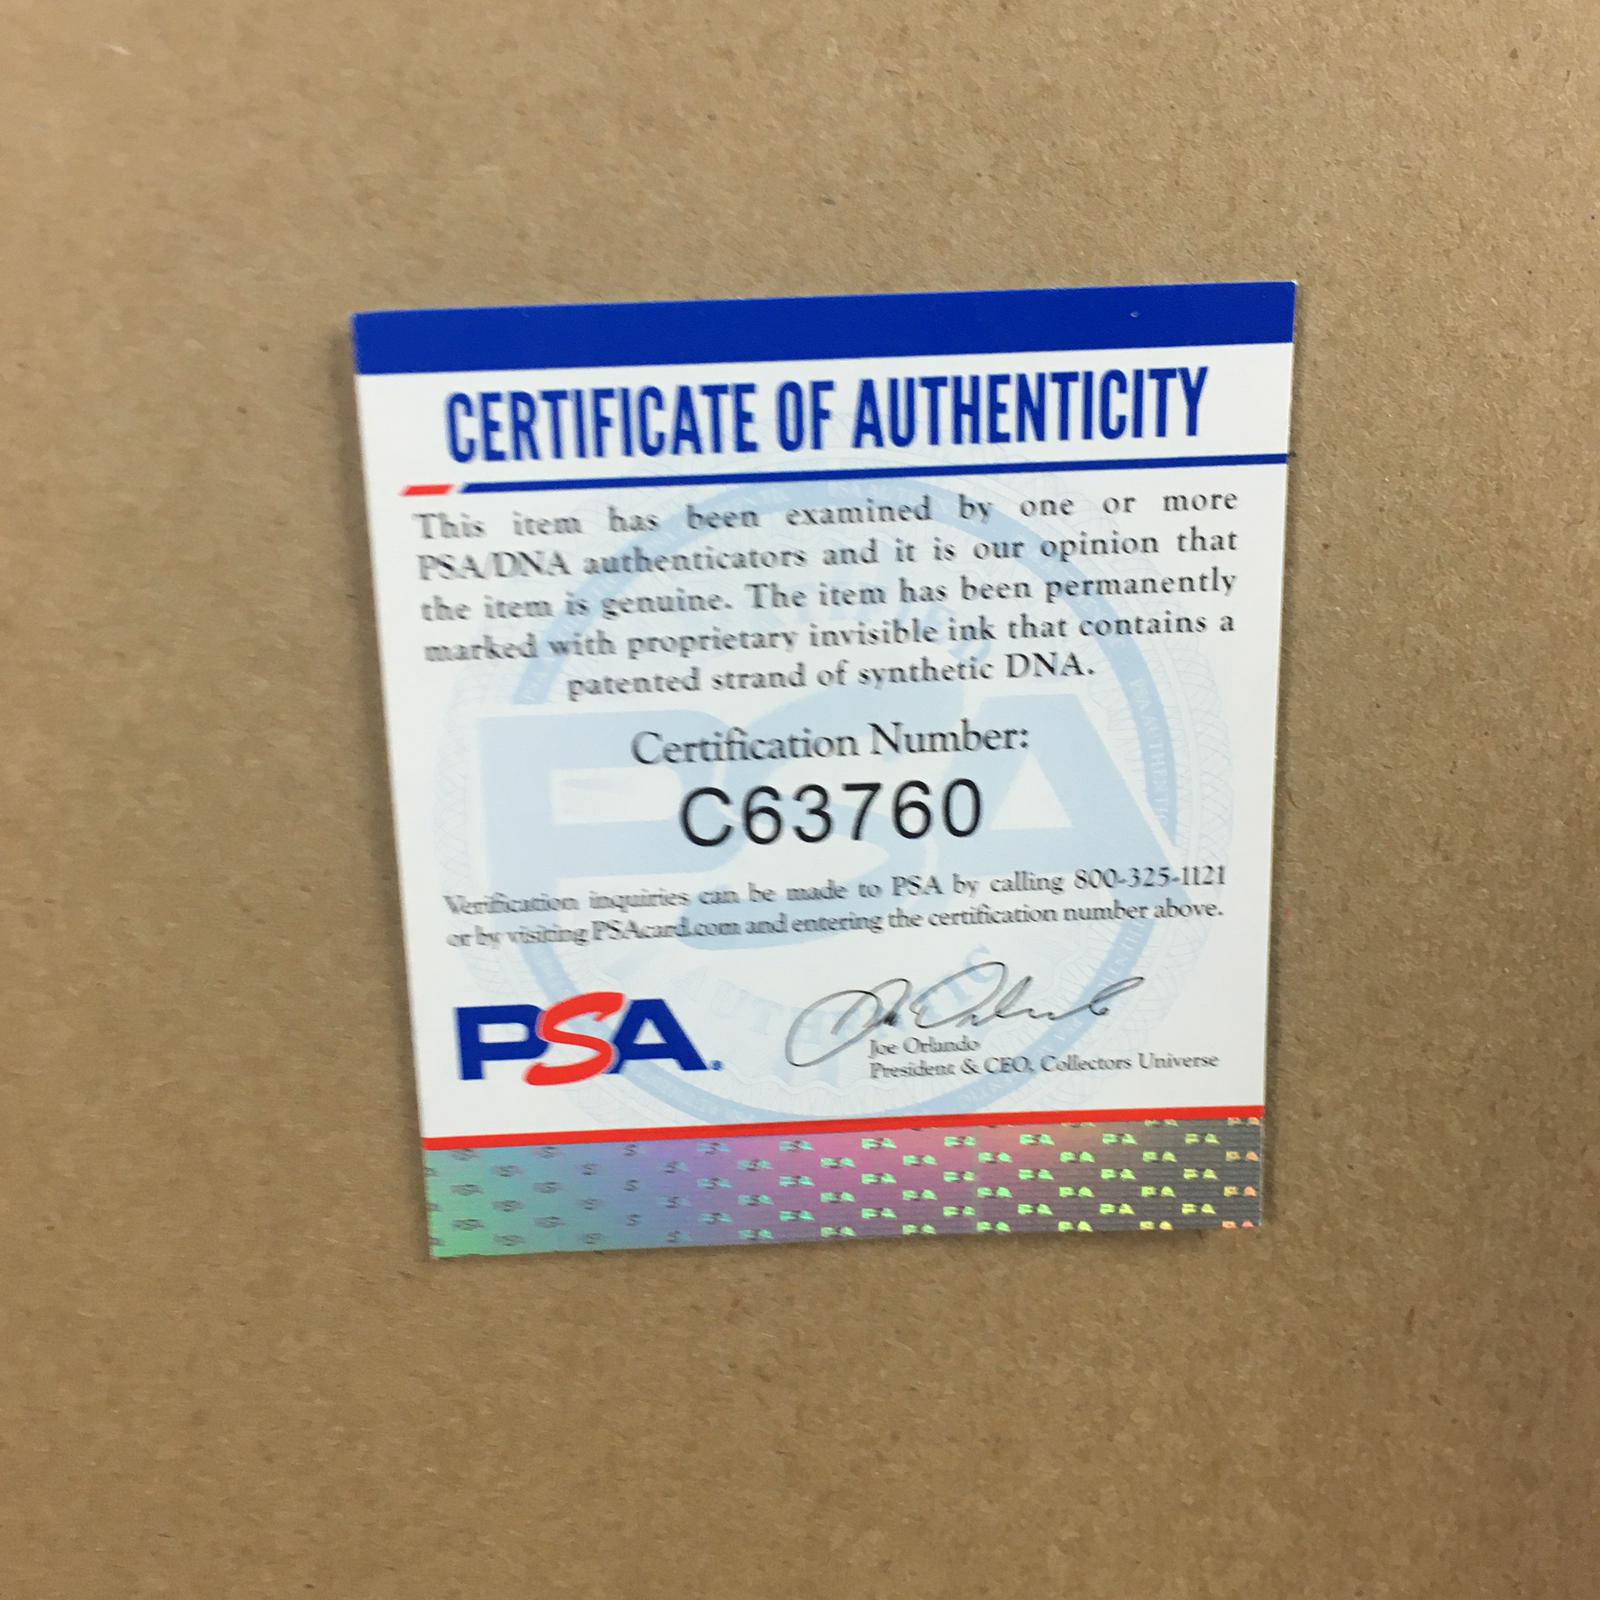 CERTIFICATE OF AUTHENTICITY
This item has been examined by one or more
PSA/DNA authenticators and it is our opinion that
the item is genuine. The item has been permanently
marked with proprietary invisible ink that contains a
patented strand of synthetic DNA.
Certification Number:
C63760
Verification inquiries can be made to PSA by calling 800-325-1121
or by visiting PSAcard.com and entering the certification number above.
PSA
Joe Orlando
President & CEO, Collectors Universe